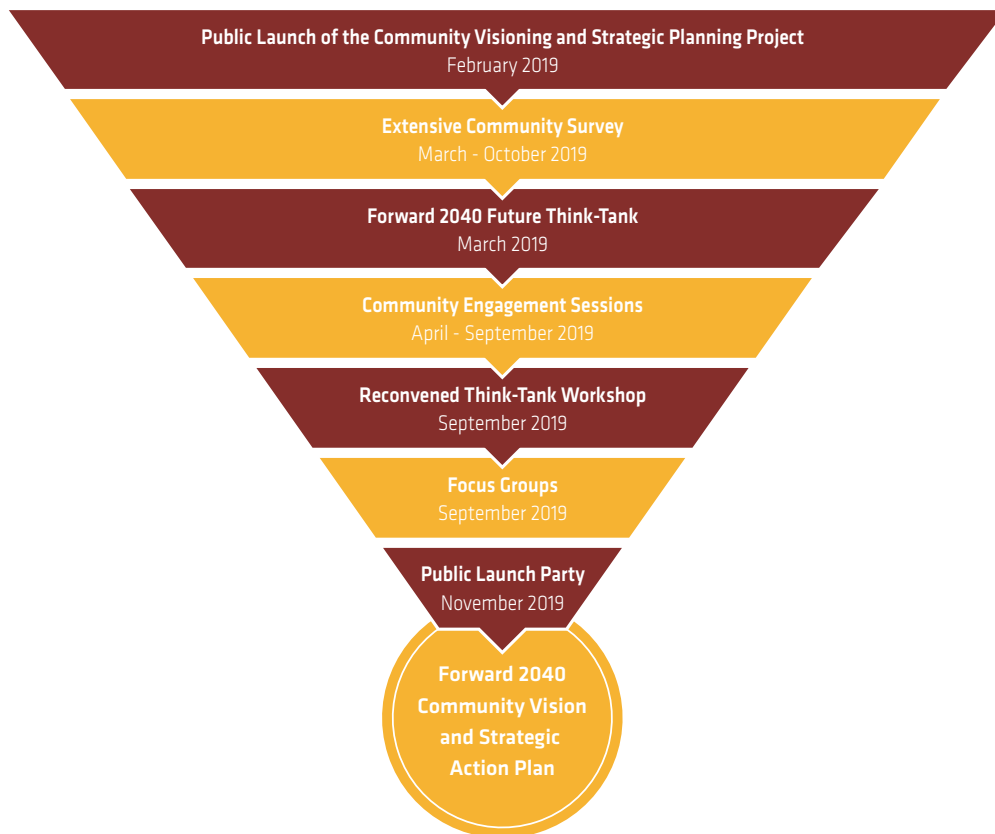 Public Launch of the Community Visioning and Strategic Planning Project
February 2019
Extensive Community Survey
March - October 2019
Forward 2040 Future Think-Tank
March 2019
Community Engagement Sessions
April - September 2019
Reconvened Think-Tank Workshop
September 2019
Focus Groups
September 2019
Public Launch Party
November 2019
Forward 2040
Community Vision
and Strategic
Action Plan